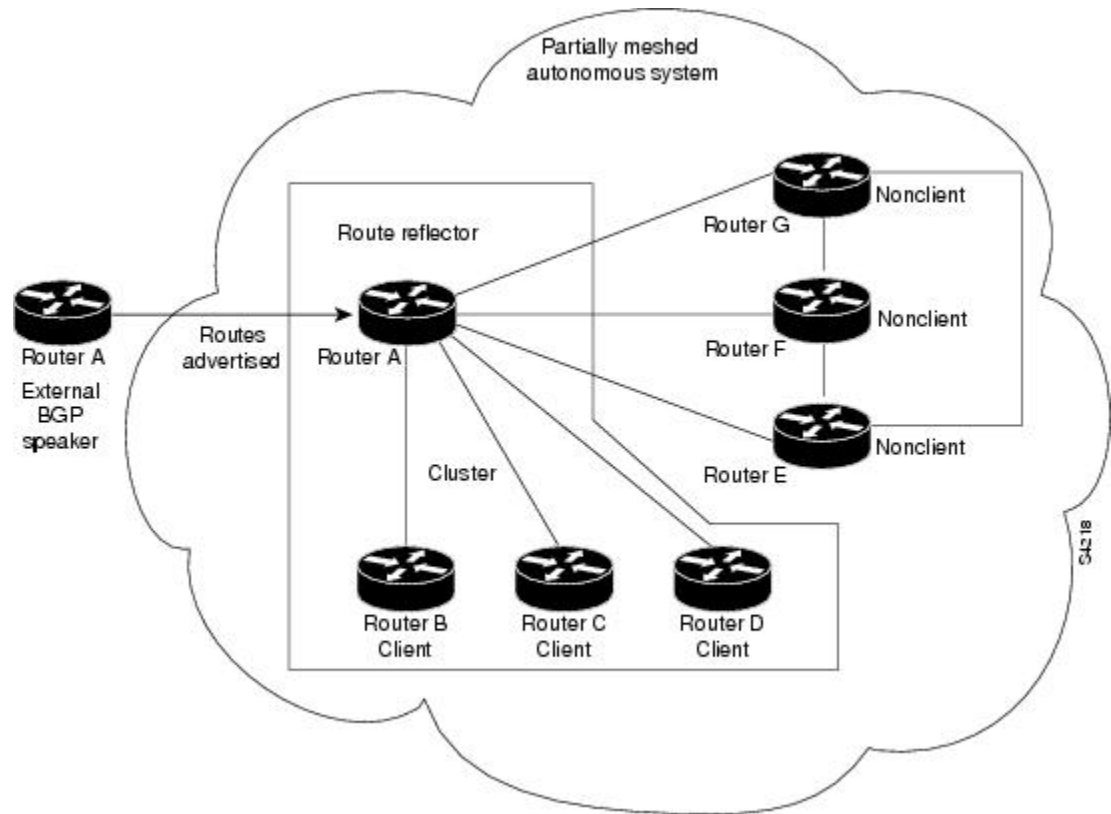 Partially meshed
autonomous system
Nonclient
Router G
Route reflector
Nonclient
Router F
Router A
External
BGP
speaker
Routes
advertised
Router A
Nonclient
Router E
Cluster
Router B
Client
Router C
Client
Router D
Client
S4218